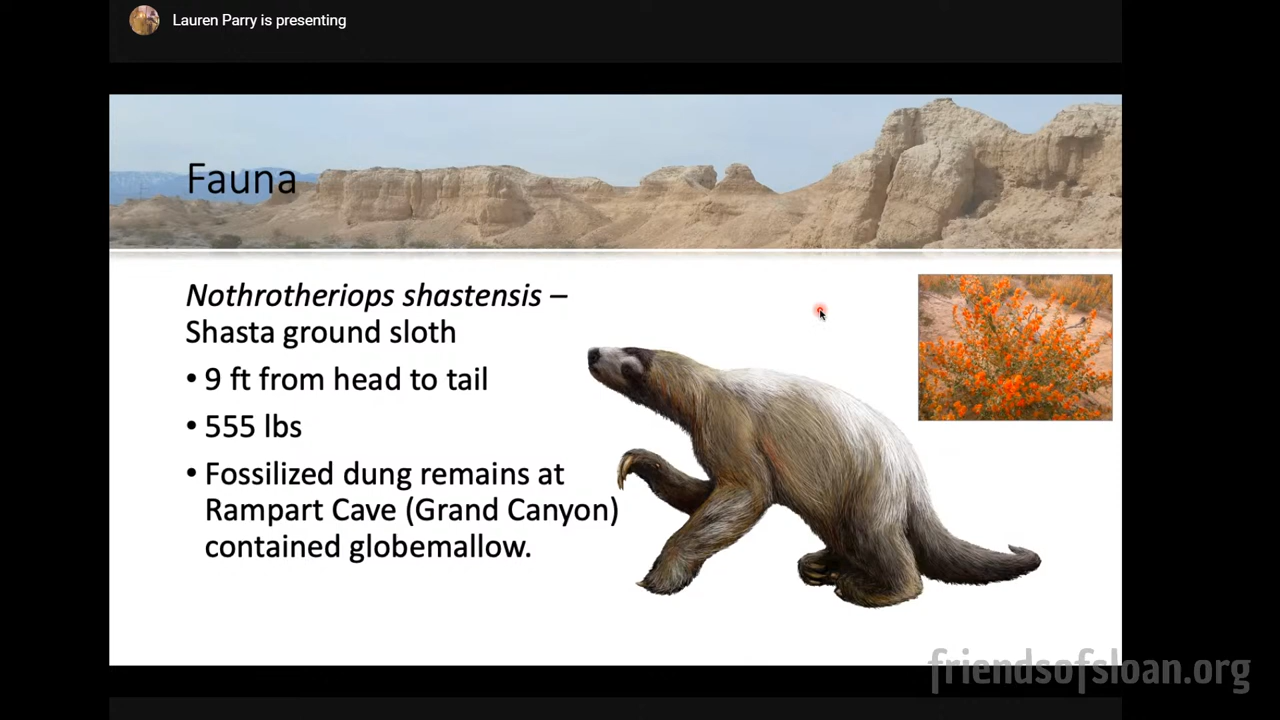 Lauren Parry is presenting
Fauna
Nothrotheriops shastensis –
Shasta ground sloth
• 9 ft from head to tail
• 555 lbs
• Fossilized dung remains at
Rampart Cave (Grand Canyon)
contained globemallow.
friendsofsloan.org